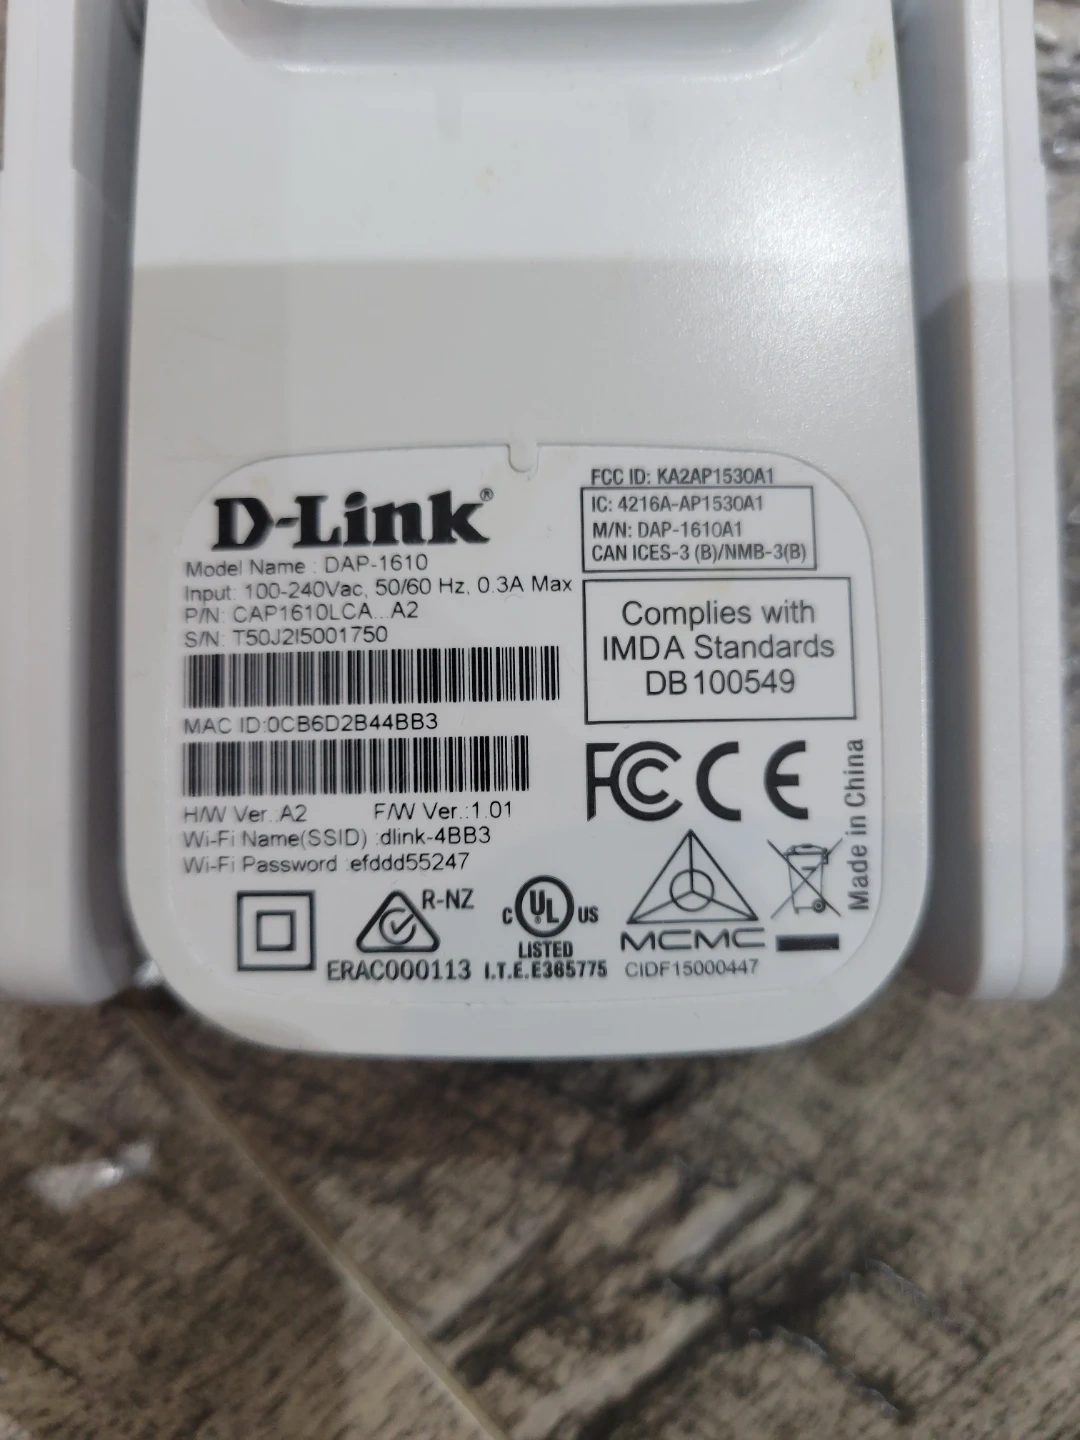 D-Link®
Model Name : DAP-1610
Input: 100-240Vac, 50/60 Hz, 0.3A Max
P/N: CAP1610LCA...A2
S/N: T50J2I5001750
MAC ID:0CB6D2B44BB3
H/W Ver.:A2 F/W Ver.:1.01
Wi-Fi Name(SSID) :dlink-4BB3
Wi-Fi Password :efddd55247
FCC ID: KA2AP1530A1
IC: 4216A-AP1530A1
M/N: DAP-1610A1
CAN ICES-3 (B)/NMB-3(B)
Complies with
IMDA Standards
DB100549
FC CE
Made in China
R-NZ
ERAC000113
C UL US
LISTED
I.T.E.E365775
MCMC
CIDF15000447